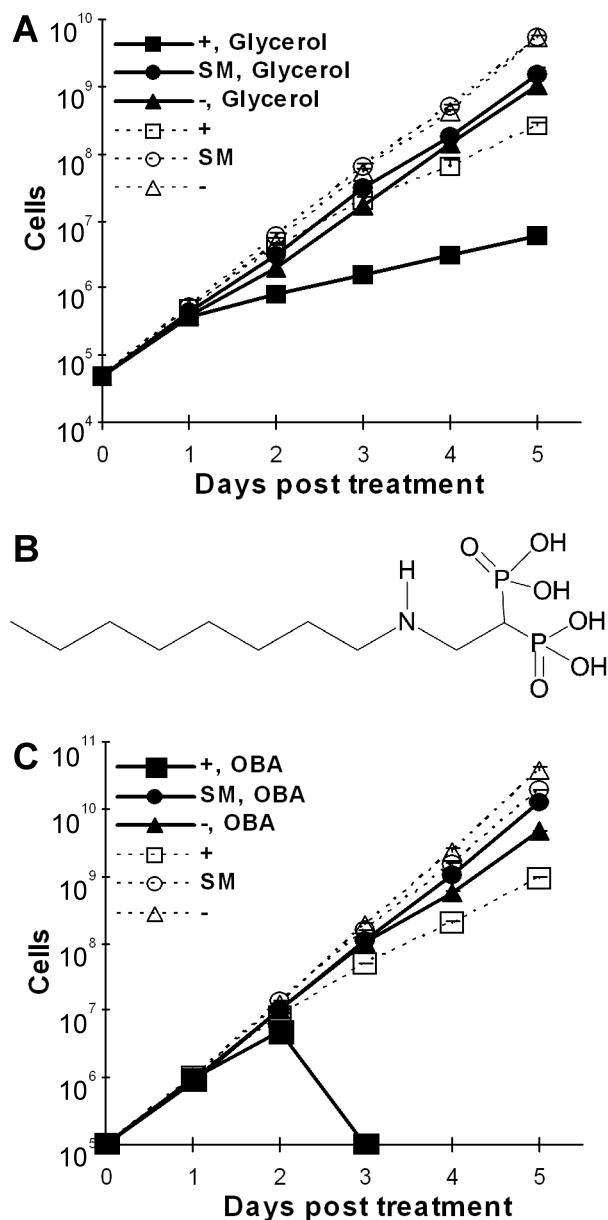 A
10^10
10^9
10^8
10^7
10^6
10^5
10^4
Cells
+, Glycerol
SM, Glycerol
-, Glycerol
+
SM
-
0 1 2 3 4 5
Days post treatment
B
H
N
O
P
OH
OH
P
OH
OH
O
C
10^11
10^10
10^9
10^8
10^7
10^6
10^5
Cells
+, OBA
SM, OBA
-, OBA
+
SM
-
0 1 2 3 4 5
Days post treatment